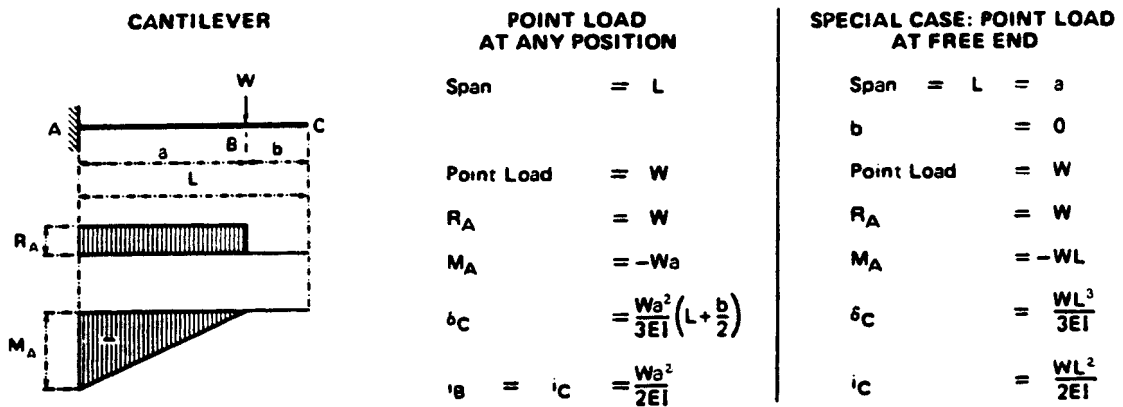 CANTILEVER
W
A
C
a
B
b
L
R_A
M_A
–
POINT LOAD
AT ANY POSITION
Span = L
Point Load = W
R_A = W
M_A = –Wa
δ_C = Wa²/3EI (L + b/2)
i_B = i_C = Wa²/2EI
SPECIAL CASE: POINT LOAD
AT FREE END
Span = L = a
b = 0
Point Load = W
R_A = W
M_A = –WL
δ_C = WL³/3EI
i_C = WL²/2EI